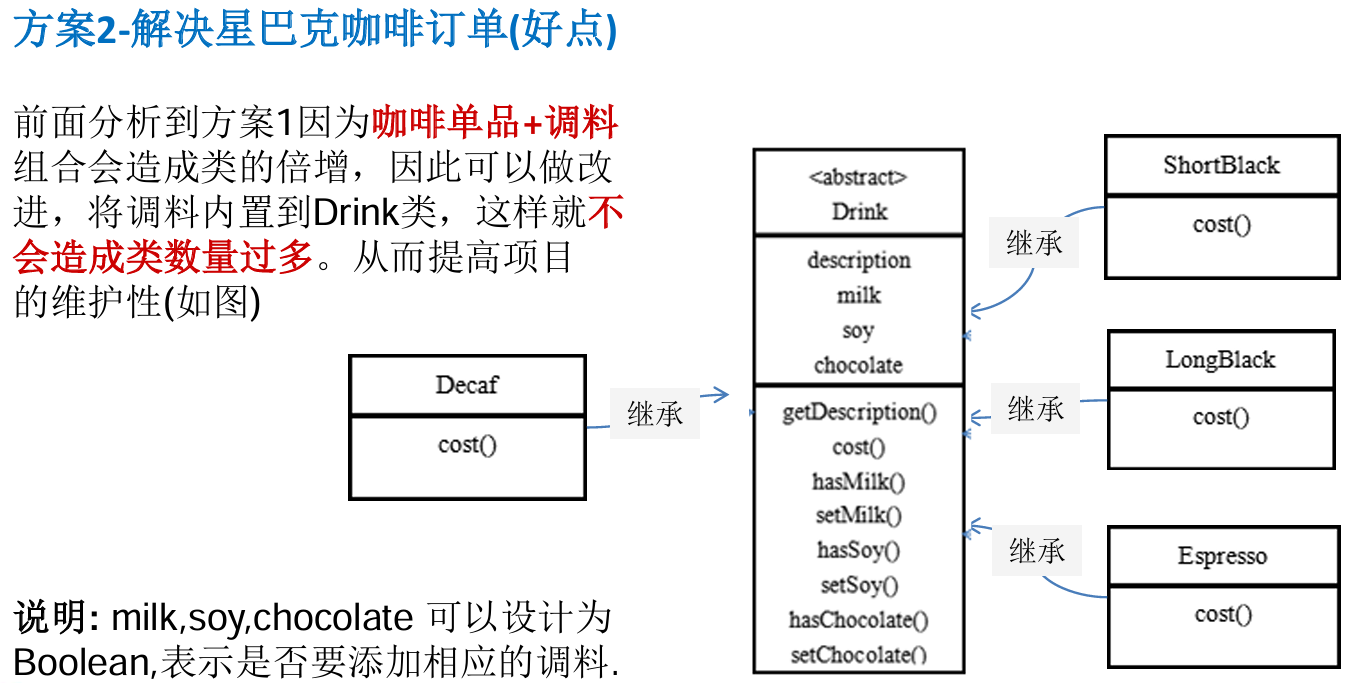 方案2-解决星巴克咖啡订单(好点)
前面分析到方案1因为咖啡单品+调料
组合会造成类的倍增，因此可以做改
进，将调料内置到Drink类，这样就不
会造成类数量过多。从而提高项目
的维护性(如图)
Decaf
cost()
继承
<abstract>
Drink
description
milk
soy
chocolate
getDescription()
cost()
hasMilk()
setMilk()
hasSoy()
setSoy()
hasChocolate()
setChocolate()
继承
ShortBlack
cost()
继承
LongBlack
cost()
继承
Espresso
cost()
说明: milk,soy,chocolate 可以设计为
Boolean,表示是否要添加相应的调料.